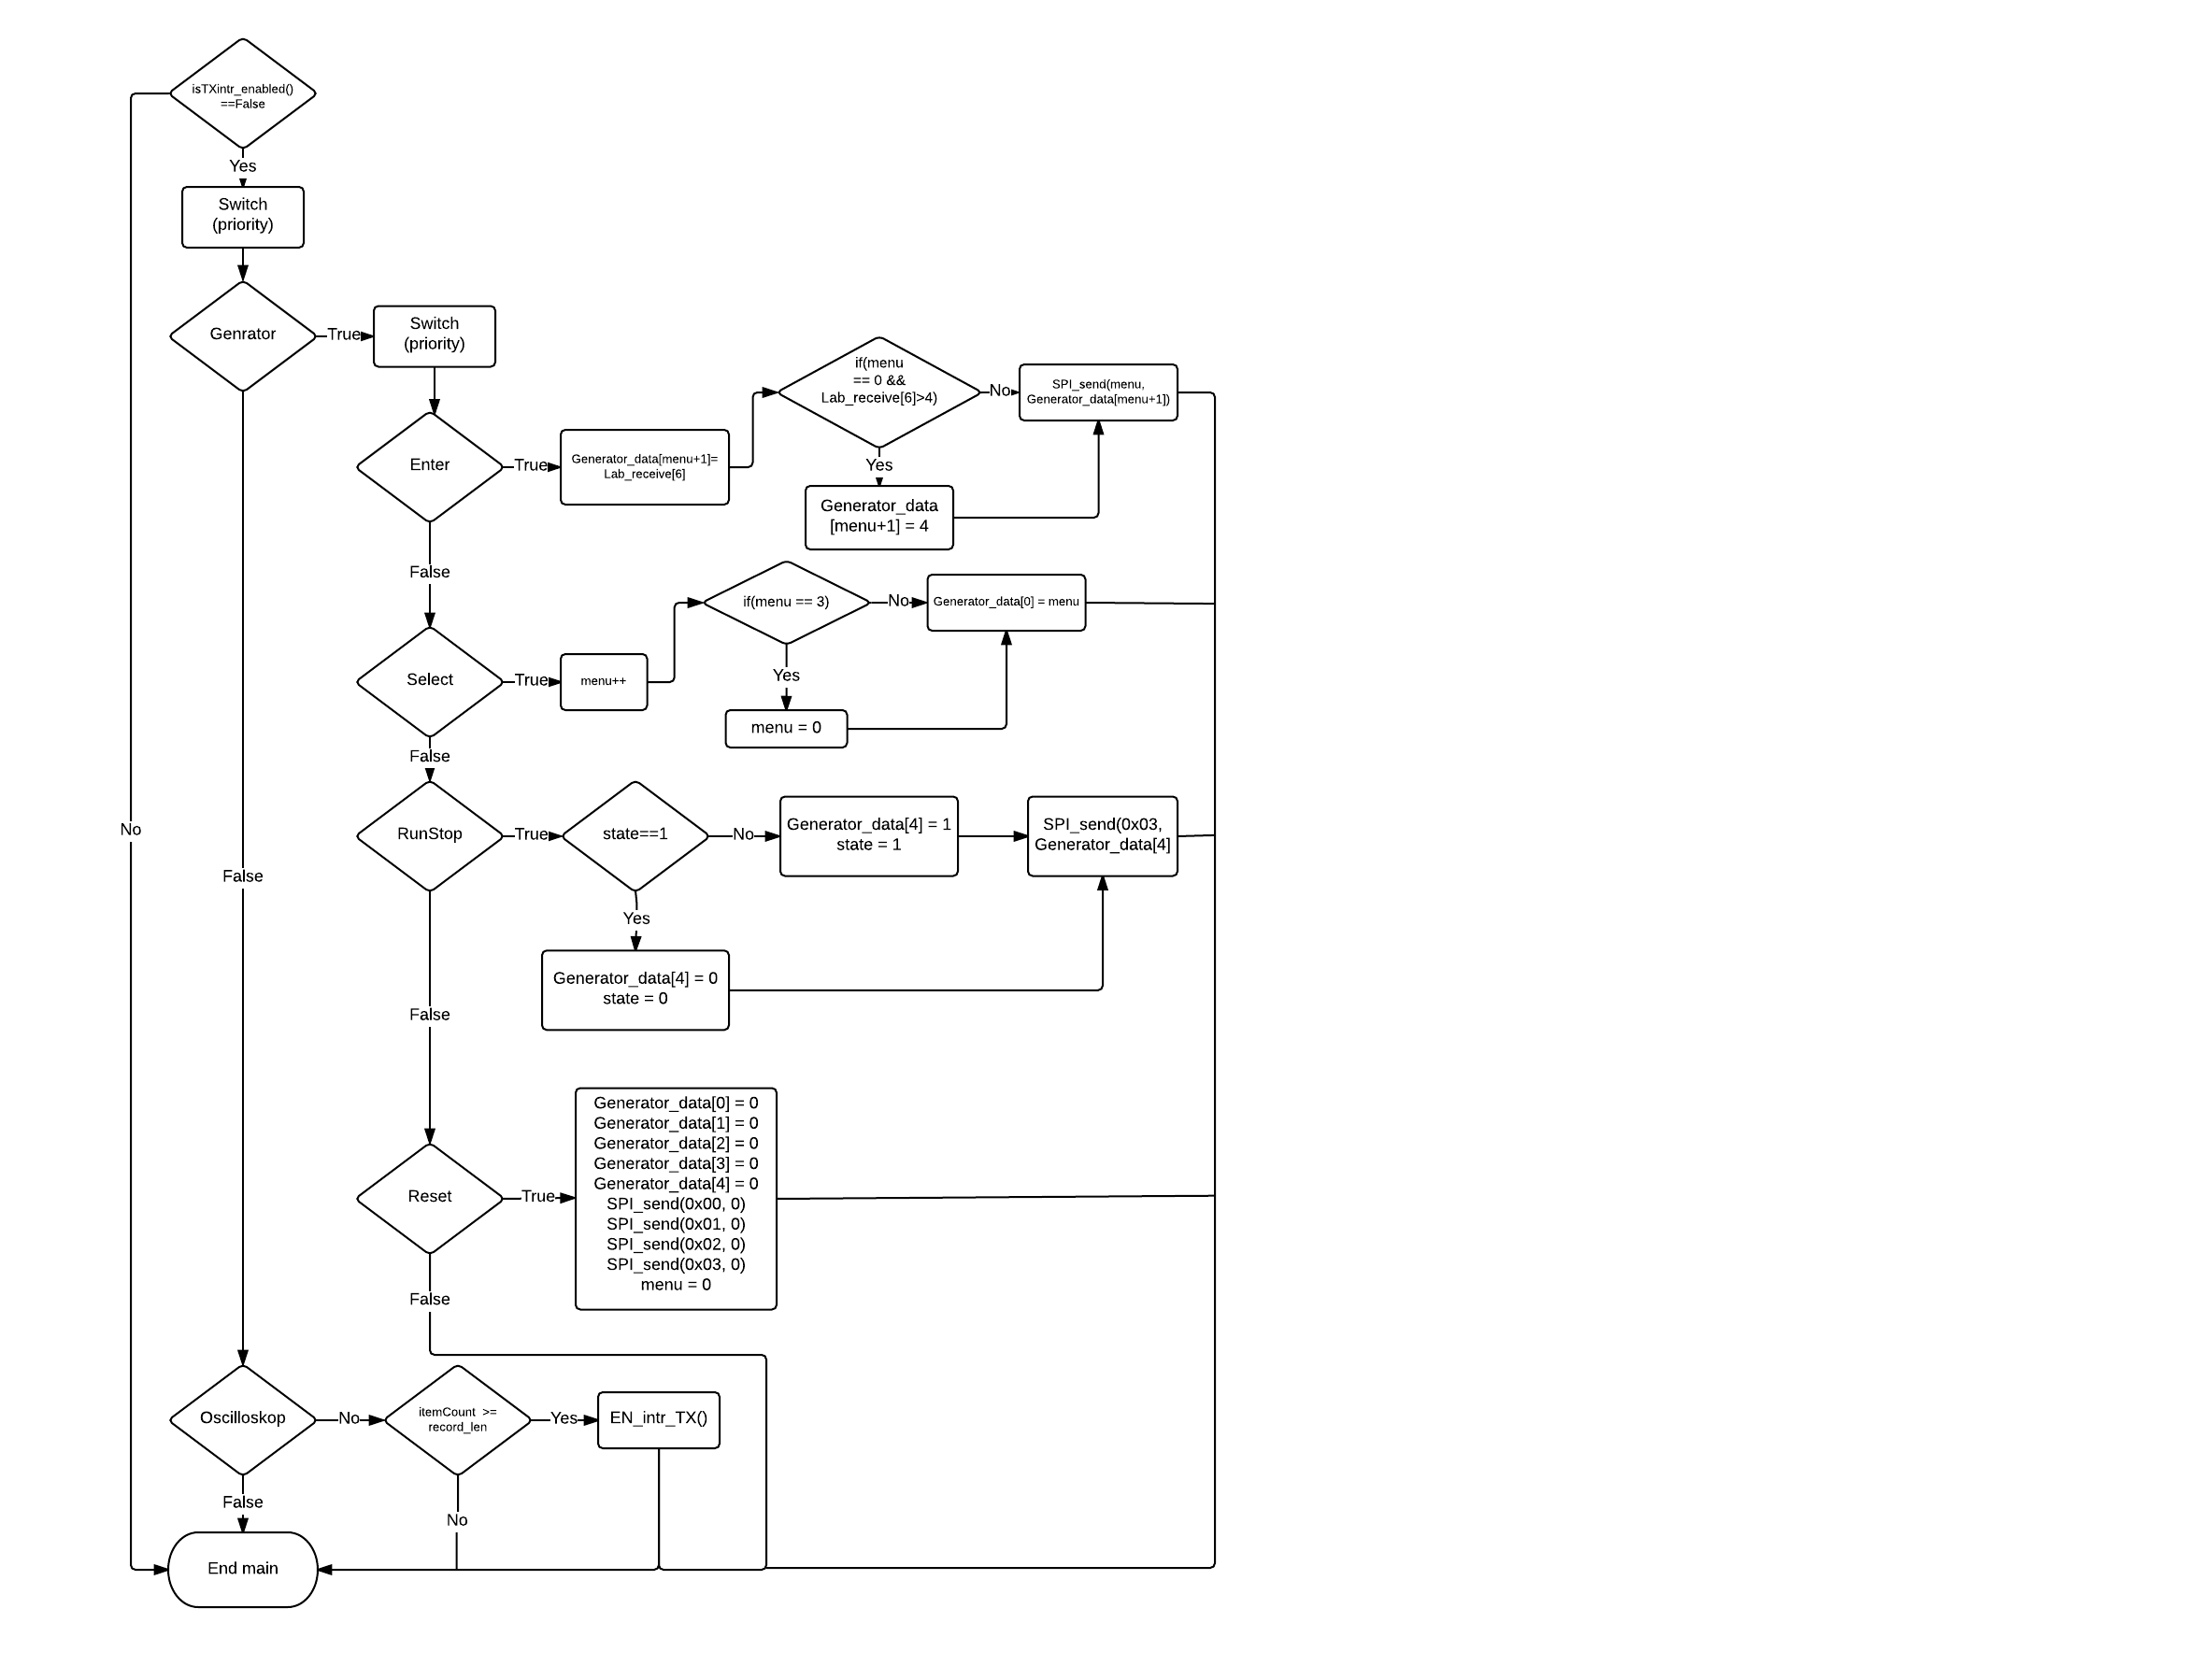 isTXintr_enabled()
==False
Yes
Switch
(priority)
Genrator
True
Switch
(priority)
Enter
True
Generator_data[menu+1]=
Lab_receive[6]
if(menu
== 0 &&
Lab_receive[6]>4)
No
SPI_send(menu,
Generator_data[menu+1])
Yes
Generator_data
[menu+1] = 4
False
Select
True
menu++
if(menu == 3)
No
Generator_data[0] = menu
Yes
menu = 0
False
RunStop
True
state==1
No
Generator_data[4] = 1
state = 1
SPI_send(0x03,
Generator_data[4]
Yes
Generator_data[4] = 0
state = 0
No
False
False
Reset
True
Generator_data[0] = 0
Generator_data[1] = 0
Generator_data[2] = 0
Generator_data[3] = 0
Generator_data[4] = 0
SPI_send(0x00, 0)
SPI_send(0x01, 0)
SPI_send(0x02, 0)
SPI_send(0x03, 0)
menu = 0
False
Oscilloskop
No
itemCount >=
record_len
Yes
EN_intr_TX()
False
No
End main